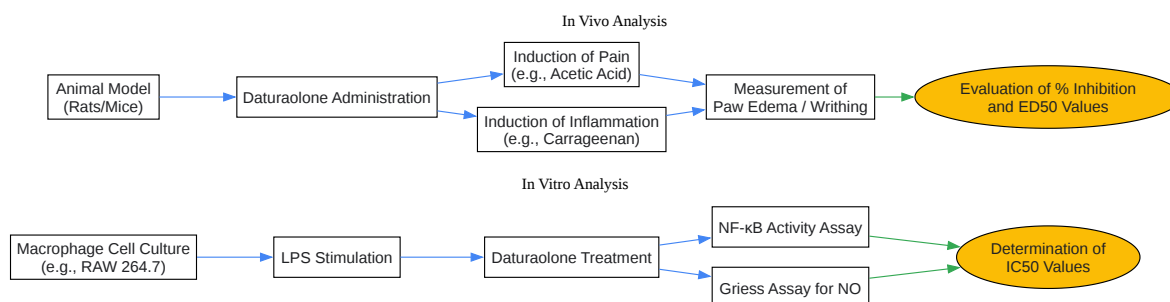 In Vivo Analysis
Animal Model
(Rats/Mice)
Daturaolone Administration
Induction of Pain
(e.g., Acetic Acid)
Induction of Inflammation
(e.g., Carrageenan)
Measurement of
Paw Edema / Writhing
Evaluation of % Inhibition
and ED50 Values
In Vitro Analysis
Macrophage Cell Culture
(e.g., RAW 264.7)
LPS Stimulation
Daturaolone Treatment
NF-κB Activity Assay
Griess Assay for NO
Determination of
IC50 Values